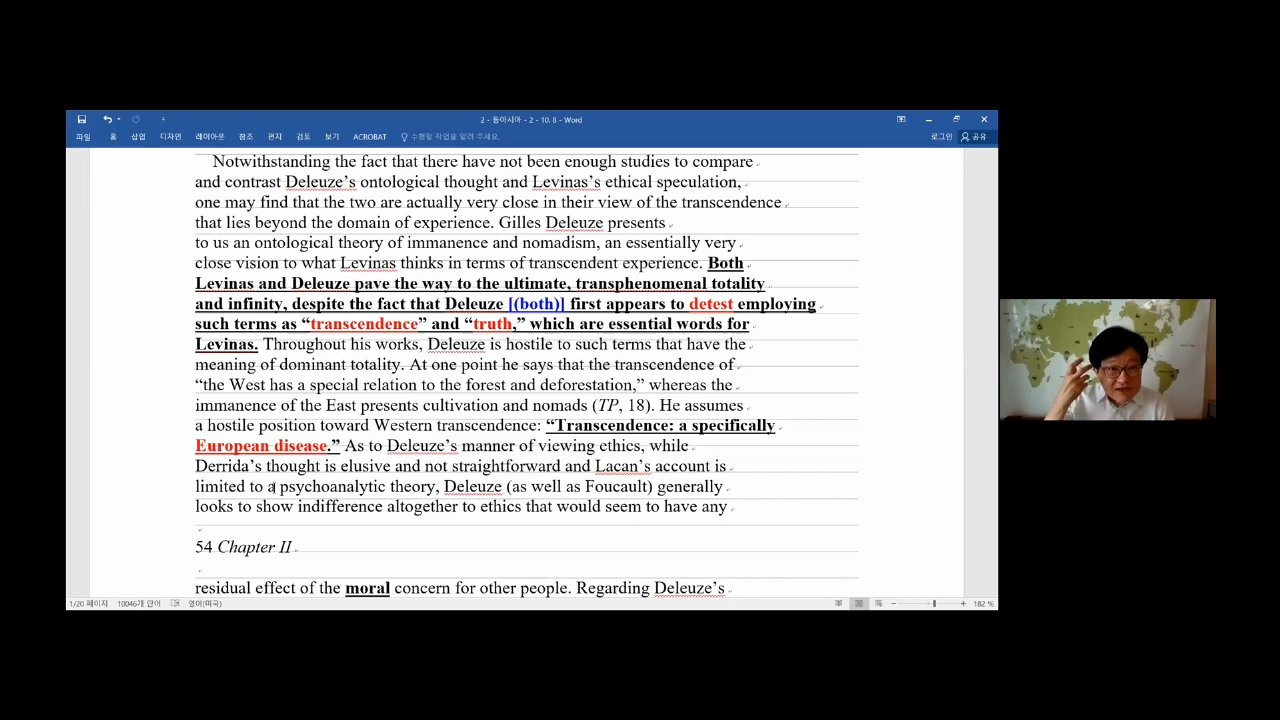 2 - 동아시아 - 2 - 10. 8 - Word
파일 홈 삽입 디자인 레이아웃 참조 편지 검토 보기 ACROBAT 수행할 작업을 알려 주세요. 로그인 공유
Notwithstanding the fact that there have not been enough studies to compare
and contrast Deleuze’s ontological thought and Levinas’s ethical speculation,
one may find that the two are actually very close in their view of the transcendence
that lies beyond the domain of experience. Gilles Deleuze presents
to us an ontological theory of immanence and nomadism, an essentially very
close vision to what Levinas thinks in terms of transcendent experience. Both
Levinas and Deleuze pave the way to the ultimate, transphenomenal totality
and infinity, despite the fact that Deleuze [(both)] first appears to detest employing
such terms as “transcendence” and “truth,” which are essential words for
Levinas. Throughout his works, Deleuze is hostile to such terms that have the
meaning of dominant totality. At one point he says that the transcendence of
“the West has a special relation to the forest and deforestation,” whereas the
immanence of the East presents cultivation and nomads (TP, 18). He assumes
a hostile position toward Western transcendence: “Transcendence: a specifically
European disease.” As to Deleuze’s manner of viewing ethics, while
Derrida’s thought is elusive and not straightforward and Lacan’s account is
limited to a psychoanalytic theory, Deleuze (as well as Foucault) generally
looks to show indifference altogether to ethics that would seem to have any
54 Chapter II
residual effect of the moral concern for other people. Regarding Deleuze’s
1/20 페이지 10046개 단어 영어(미국) 182 %